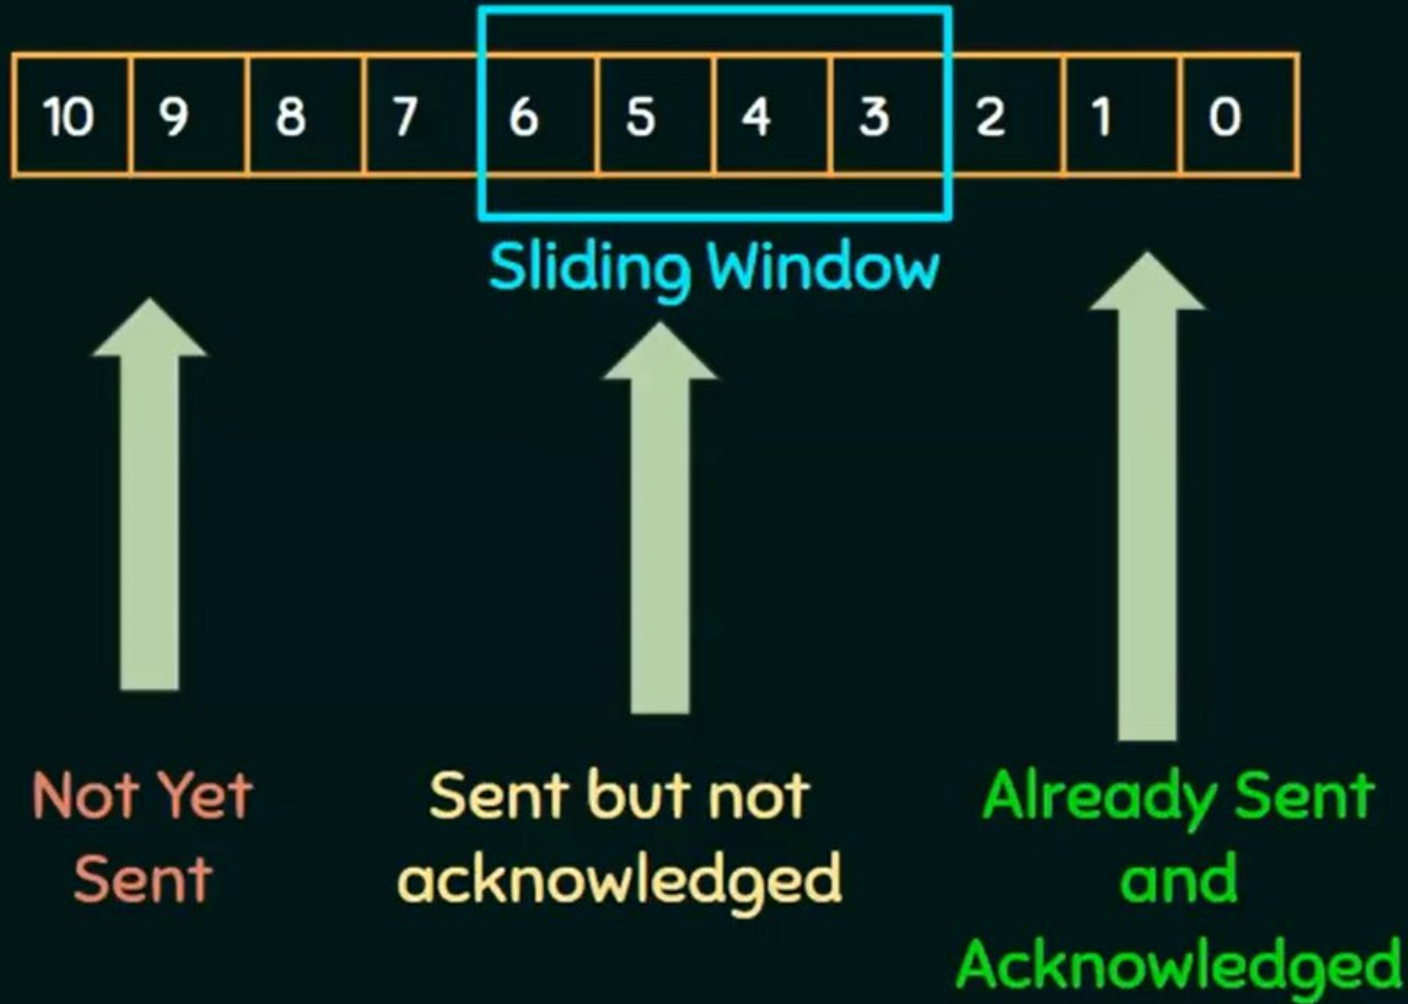 10 9 8 7 6 5 4 3 2 1 0
Sliding Window
Not Yet
Sent
Sent but not
acknowledged
Already Sent
and
Acknowledged